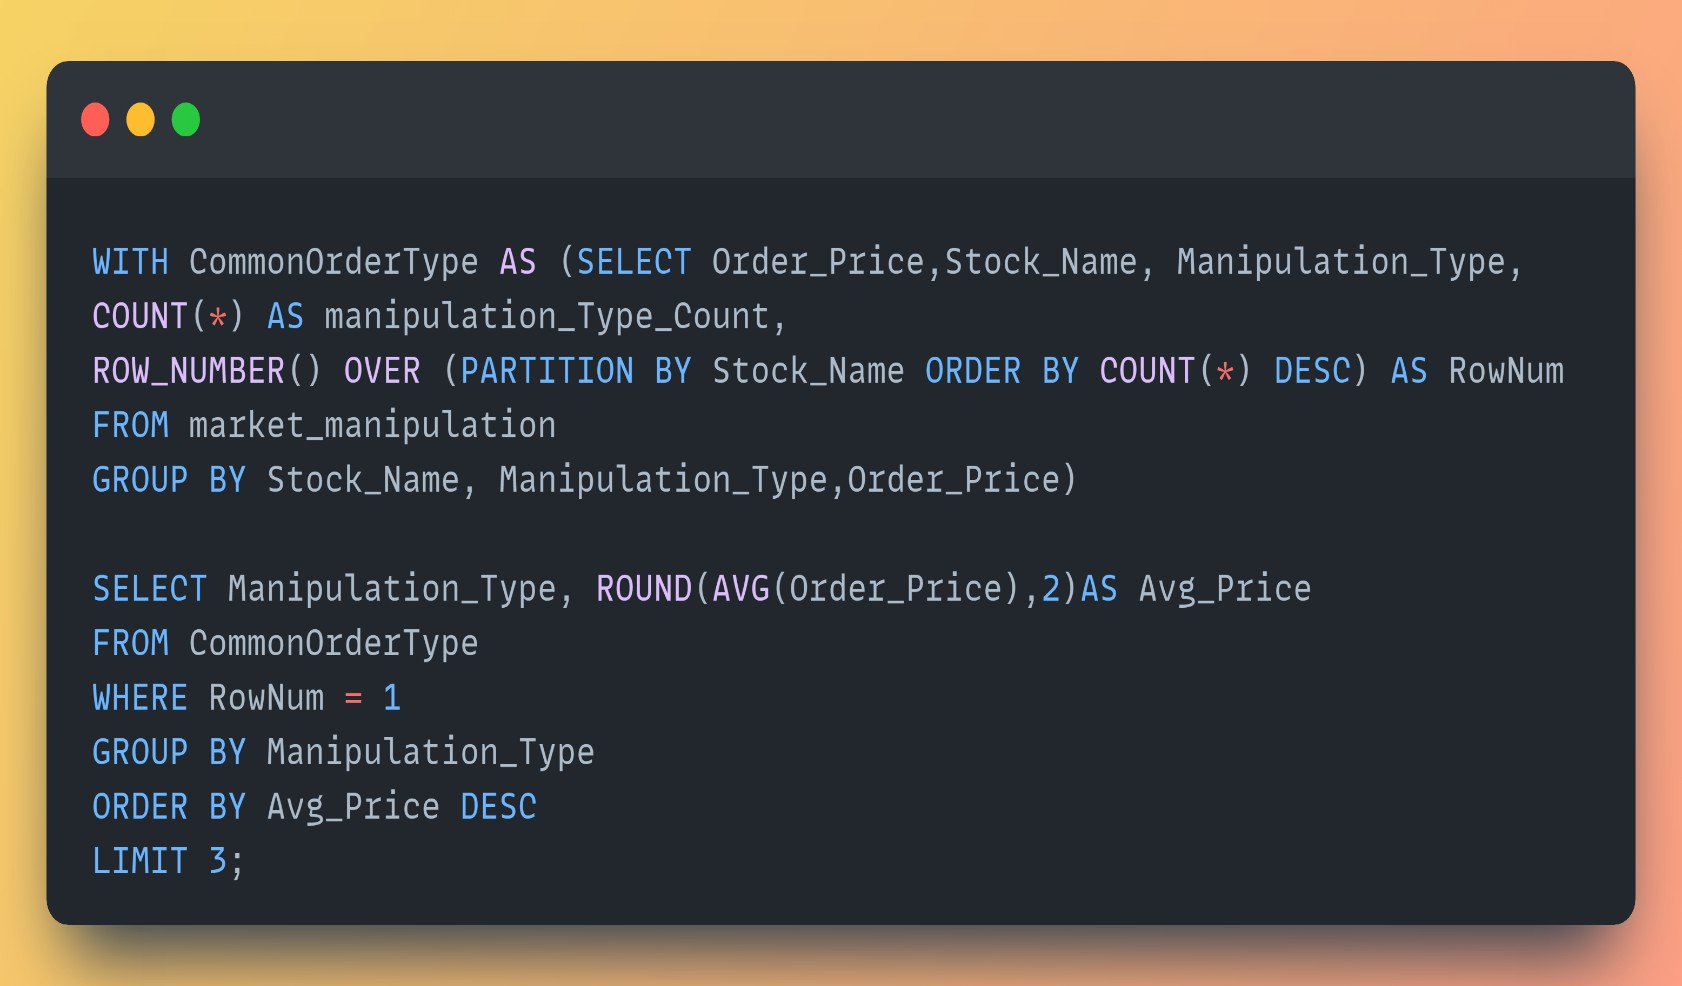 WITH CommonOrderType AS (SELECT Order_Price,Stock_Name, Manipulation_Type,
COUNT(*) AS manipulation_Type_Count,
ROW_NUMBER() OVER (PARTITION BY Stock_Name ORDER BY COUNT(*) DESC) AS RowNum
FROM market_manipulation
GROUP BY Stock_Name, Manipulation_Type,Order_Price)

SELECT Manipulation_Type, ROUND(AVG(Order_Price),2)AS Avg_Price
FROM CommonOrderType
WHERE RowNum = 1
GROUP BY Manipulation_Type
ORDER BY Avg_Price DESC
LIMIT 3;